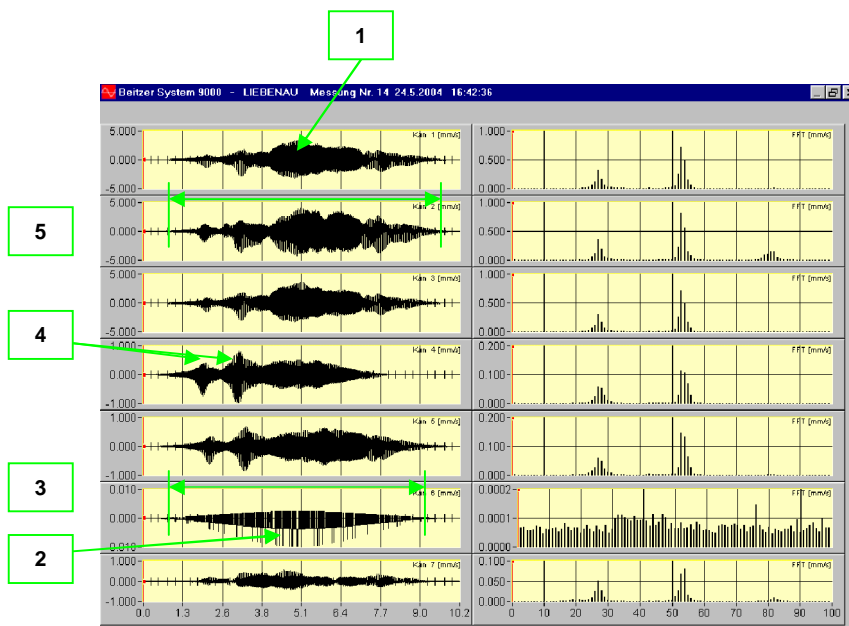 1
Beitzer System 9000 - LIEBENAU Messung Nr. 14 24.5.2004 16:42:36
5.000 Kan 1 [mm/s] 1.000 FFT [mm/s]
0.000 0.500
-5.000 0.000
5.000 Kan 2 [mm/s] 1.000 FFT [mm/s]
5 0.000 0.500
-5.000 0.000
5.000 Kan 3 [mm/s] 1.000 FFT [mm/s]
0.000 0.500
-5.000 0.000
4
1.000 Kan 4 [mm/s] 0.200 FFT [mm/s]
0.000 0.100
-1.000 0.000
1.000 Kan 5 [mm/s] 0.200 FFT [mm/s]
0.000 0.100
-1.000 0.000
3
0.010 Kan 6 [mm/s] 0.0002 FFT [mm/s]
0.000 0.0001
-0.010 0.0000
2
1.000 Kan 7 [mm/s] 0.100 FFT [mm/s]
0.000 0.050
-1.000 0.000
0.0 1.3 2.6 3.8 5.1 6.4 7.7 9.0 10.2 0 10 20 30 40 50 60 70 80 90 100